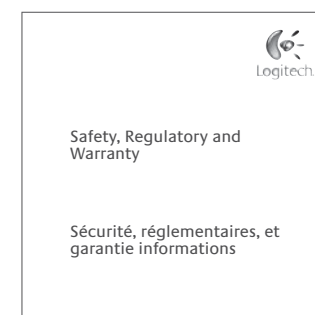 Logitech.
Safety, Regulatory and
Warranty
Sécurité, réglementaires, et
garantie informations